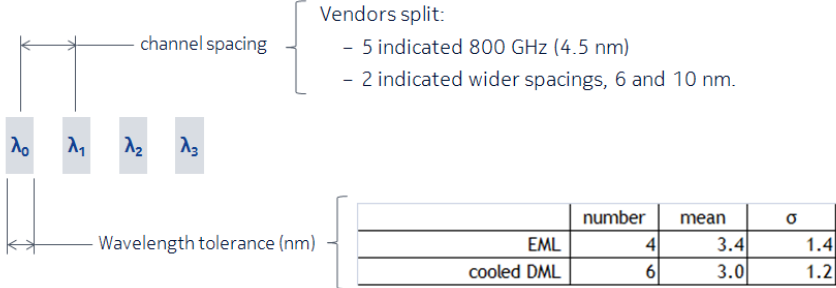 Vendors split:
channel spacing
– 5 indicated 800 GHz (4.5 nm)
– 2 indicated wider spacings, 6 and 10 nm.
λ0 λ1 λ2 λ3
number mean σ
Wavelength tolerance (nm)
EML 4 3.4 1.4
cooled DML 6 3.0 1.2